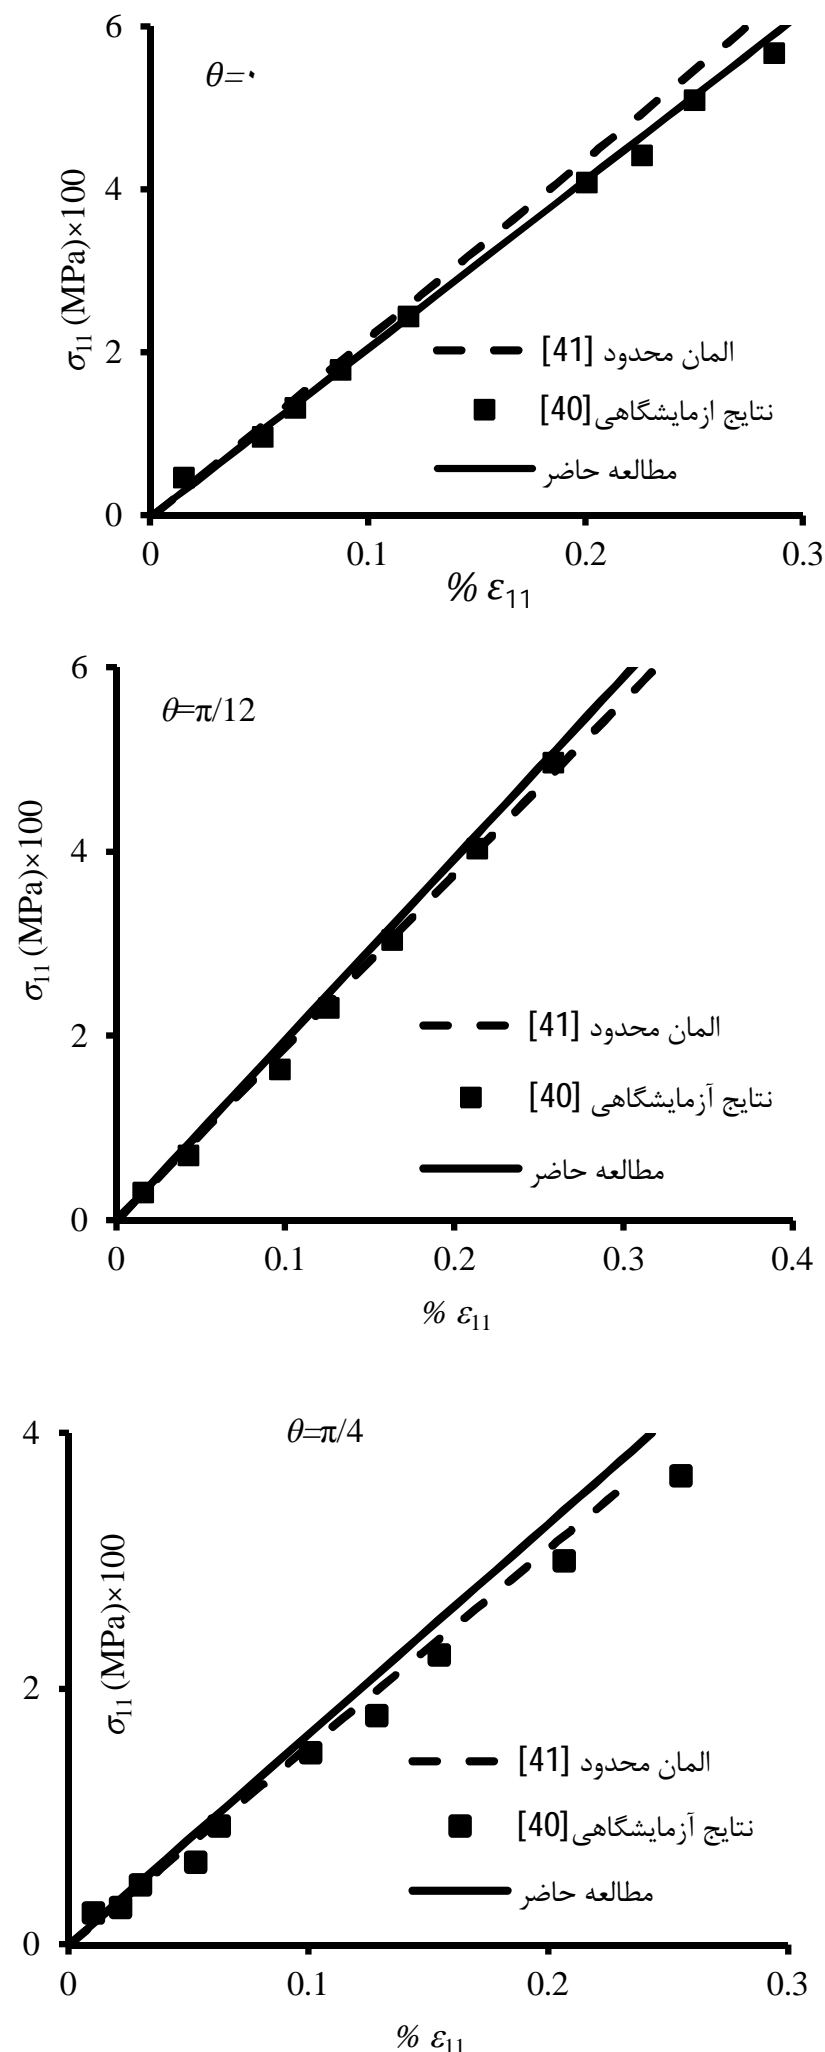 6
θ=۰
4
σ11 (MPa)×100
2
المان محدود [41]
نتایج ازمایشگاهی[40]
مطالعه حاضر
0
0 0.1 0.2 0.3
% ε11
6
θ=π/12
4
σ11 (MPa)×100
2
المان محدود [41]
نتایج آزمایشگاهی [40]
مطالعه حاضر
0
0 0.1 0.2 0.3 0.4
% ε11
4
θ=π/4
σ11 (MPa)×100
2
المان محدود [41]
نتایج آزمایشگاهی[40]
مطالعه حاضر
0
0 0.1 0.2 0.3
% ε11